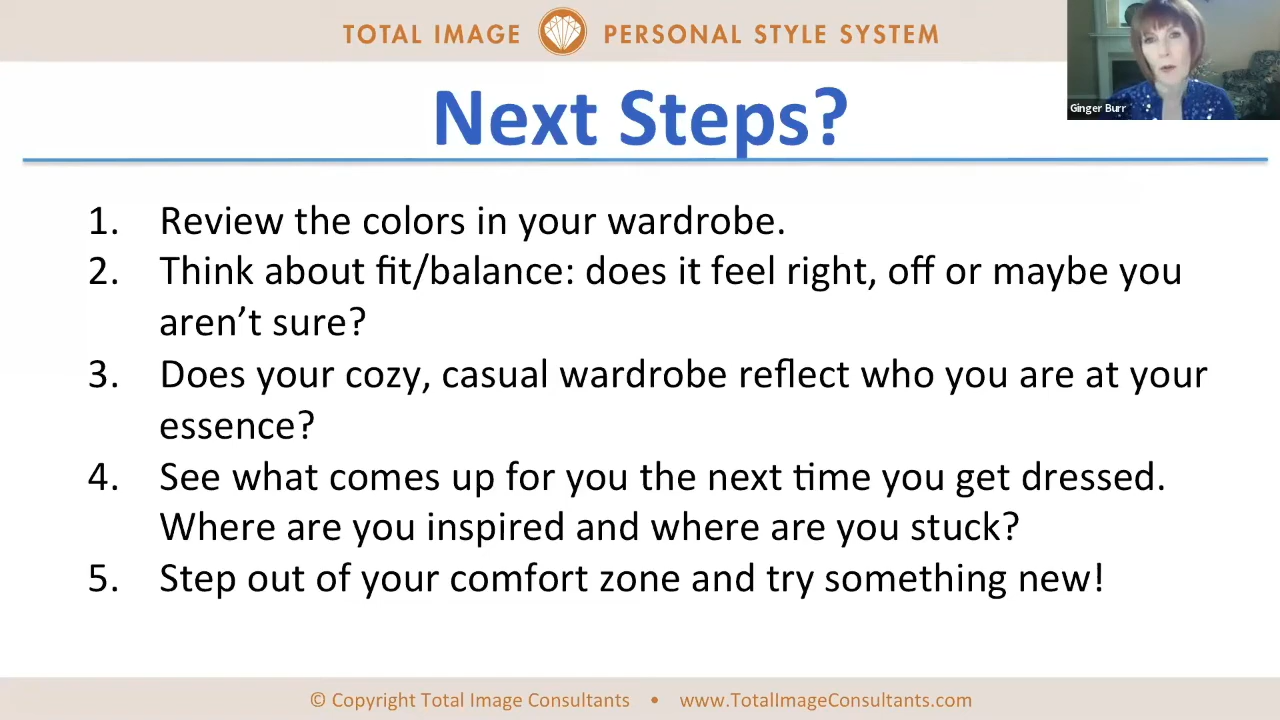 TOTAL IMAGE PERSONAL STYLE SYSTEM
Ginger Burr
Next Steps?
1. Review the colors in your wardrobe.
2. Think about fit/balance: does it feel right, off or maybe you
aren’t sure?
3. Does your cozy, casual wardrobe reflect who you are at your
essence?
4. See what comes up for you the next time you get dressed.
Where are you inspired and where are you stuck?
5. Step out of your comfort zone and try something new!
© Copyright Total Image Consultants • www.TotalImageConsultants.com